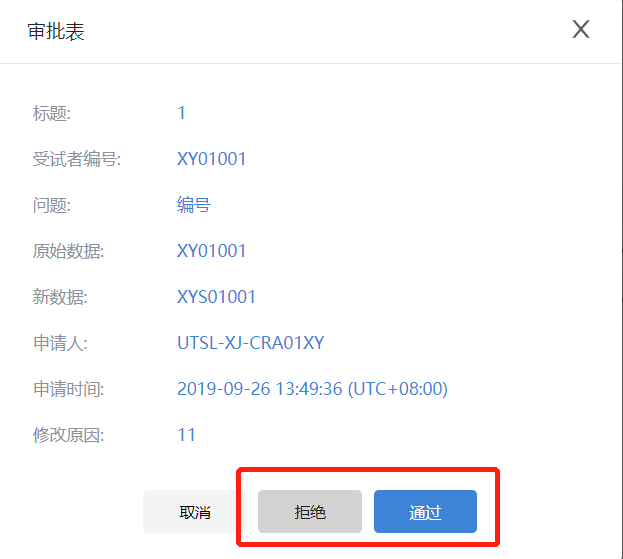 审批表
标题: 1
受试者编号: XY01001
问题: 编号
原始数据: XY01001
新数据: XYS01001
申请人: UTSL-XJ-CRA01XY
申请时间: 2019-09-26 13:49:36 (UTC+08:00)
修改原因: 11
取消 拒绝 通过